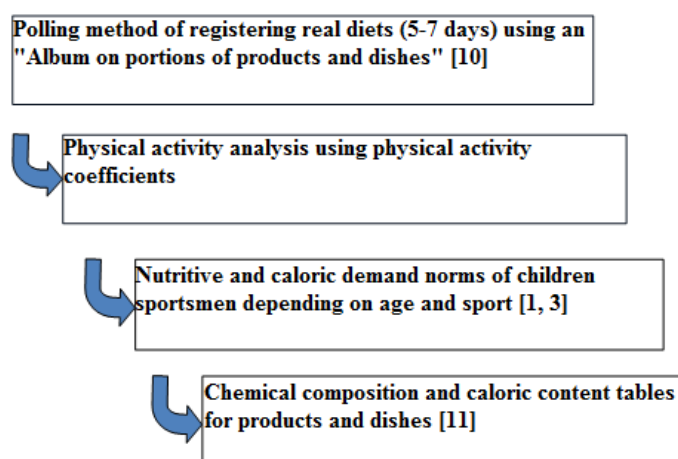 Polling method of registering real diets (5-7 days) using an
"Album on portions of products and dishes" [10]
Physical activity analysis using physical activity
coefficients
Nutritive and caloric demand norms of children
sportsmen depending on age and sport [1, 3]
Chemical composition and caloric content tables
for products and dishes [11]